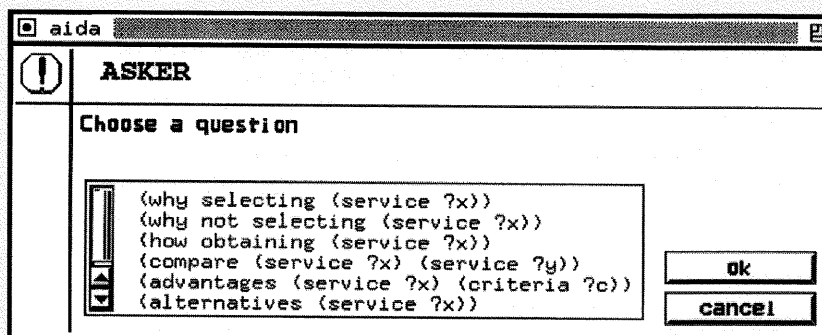 aida
ASKER
Choose a question
(why selecting (service ?x))
(why not selecting (service ?x))
(how obtaining (service ?x))
(compare (service ?x) (service ?y))
(advantages (service ?x) (criteria ?c))
(alternatives (service ?x))
ok
cancel